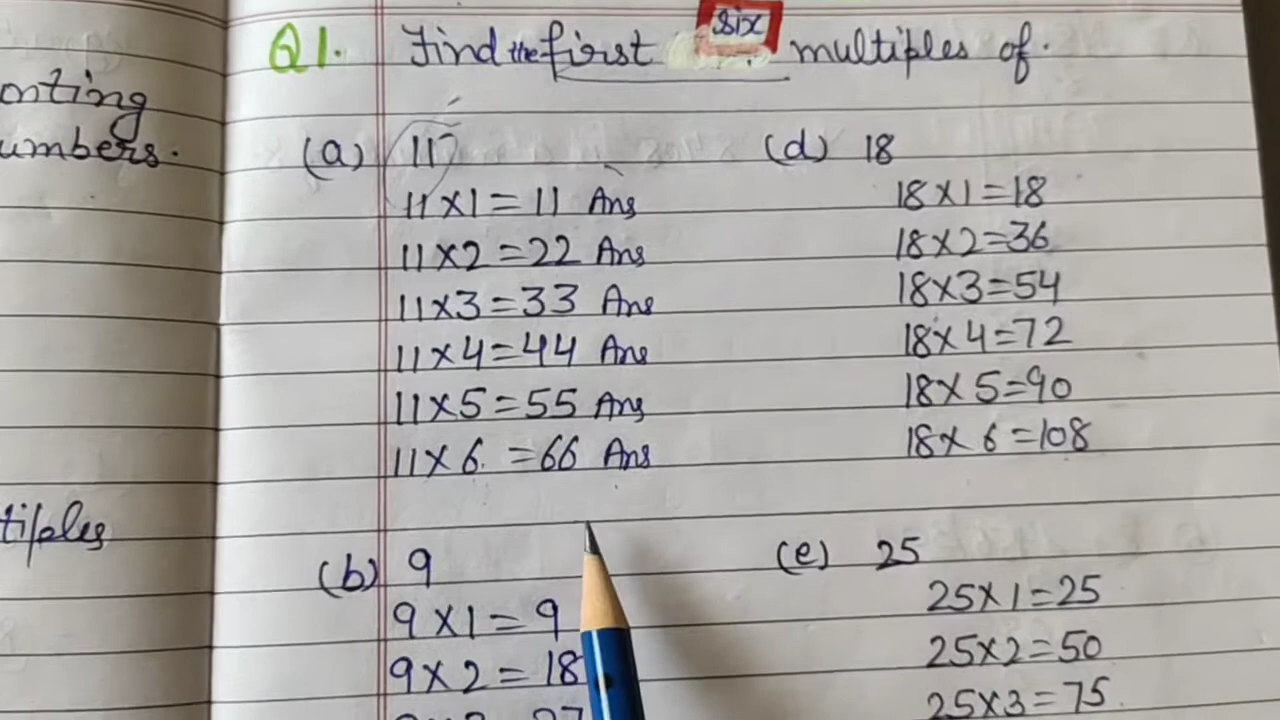 onting
umbers.
tiples
Q1. Find the first six multiples of.
(a) 11
11×1=11 Ans
11×2=22 Ans
11×3=33 Ans
11×4=44 Ans
11×5=55 Ans
11×6.=66 Ans
(b) 9
9×1=9
9×2=18
(d) 18
18×1=18
18×2=36
18×3=54
18×4=72
18×5=90
18×6=108
(e) 25
25×1=25
25×2=50
25×3=75